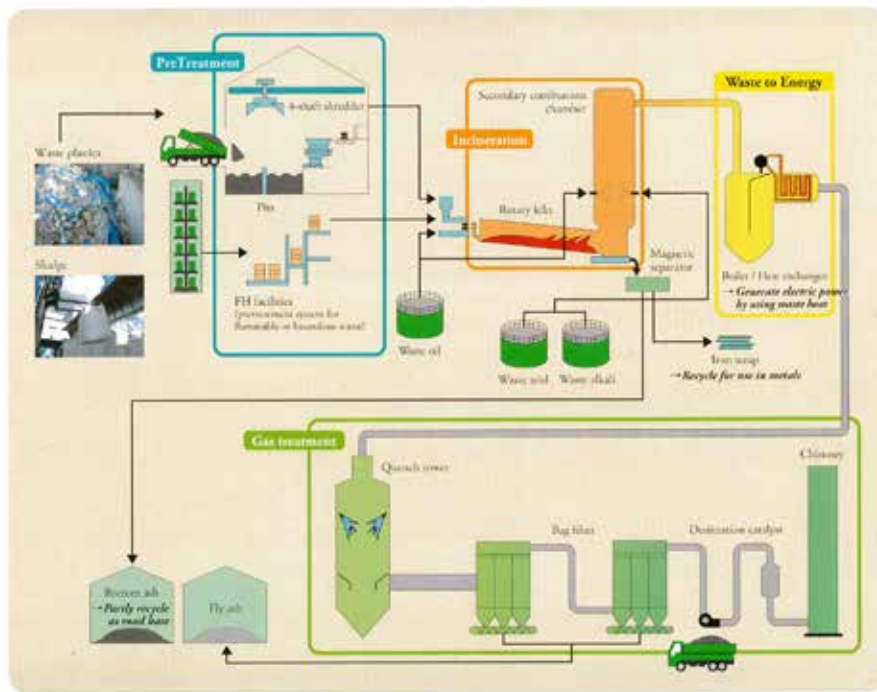 PreTreatment
4-shaft shredder
Waste plastics
Pits
Sludge
FH facilities
(pretreatment system for
flammable or hazardous waste)
Waste oil
Incineration
Secondary combustion
chamber
Rotary kiln
Magnetic
separator
Waste acid
Waste alkali
Iron scrap
→Recycle for use in metals
Waste to Energy
Boiler / Heat exchanger
→Generate electric power
by using waste heat
Gas treatment
Quench tower
Bag filter
Chimney
Bottom ash
→Partly recycle
as road base
Fly ash